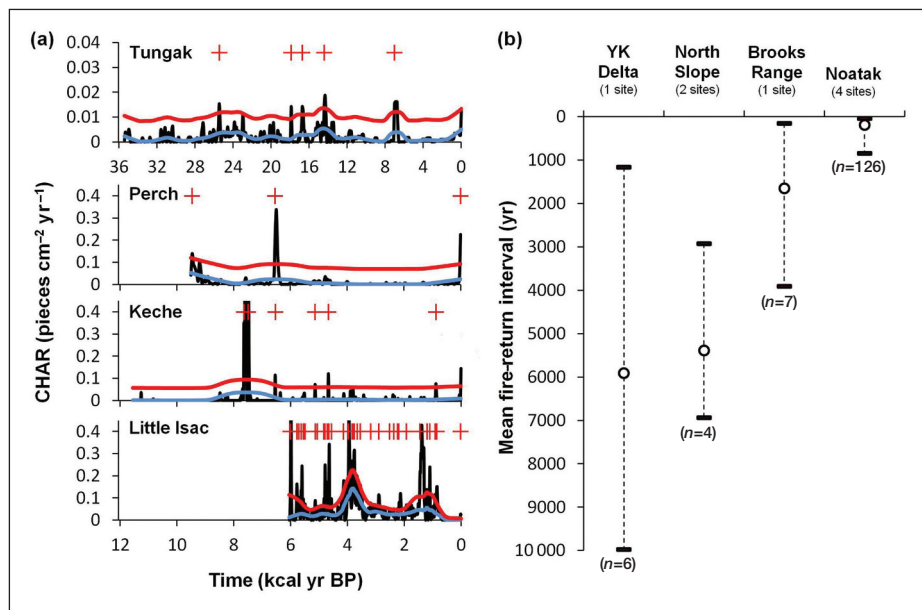 (a)
Tungak
0.04
0.03
0.02
0.01
0
36 32 28 24 20 16 12 8 4 0
Perch
0.4
0.3
0.2
0.1
0
Keche
0.4
0.3
0.2
0.1
0
Little Isac
0.4
0.3
0.2
0.1
0
12 10 8 6 4 2 0
CHAR (pieces cm⁻² yr⁻¹)
Time (kcal yr BP)
(b)
YK
Delta
(1 site)
North
Slope
(2 sites)
Brooks
Range
(1 site)
Noatak
(4 sites)
0
1000
2000
3000
4000
5000
6000
7000
8000
9000
10 000
Mean fire-return interval (yr)
(n=126)
(n=7)
(n=4)
(n=6)